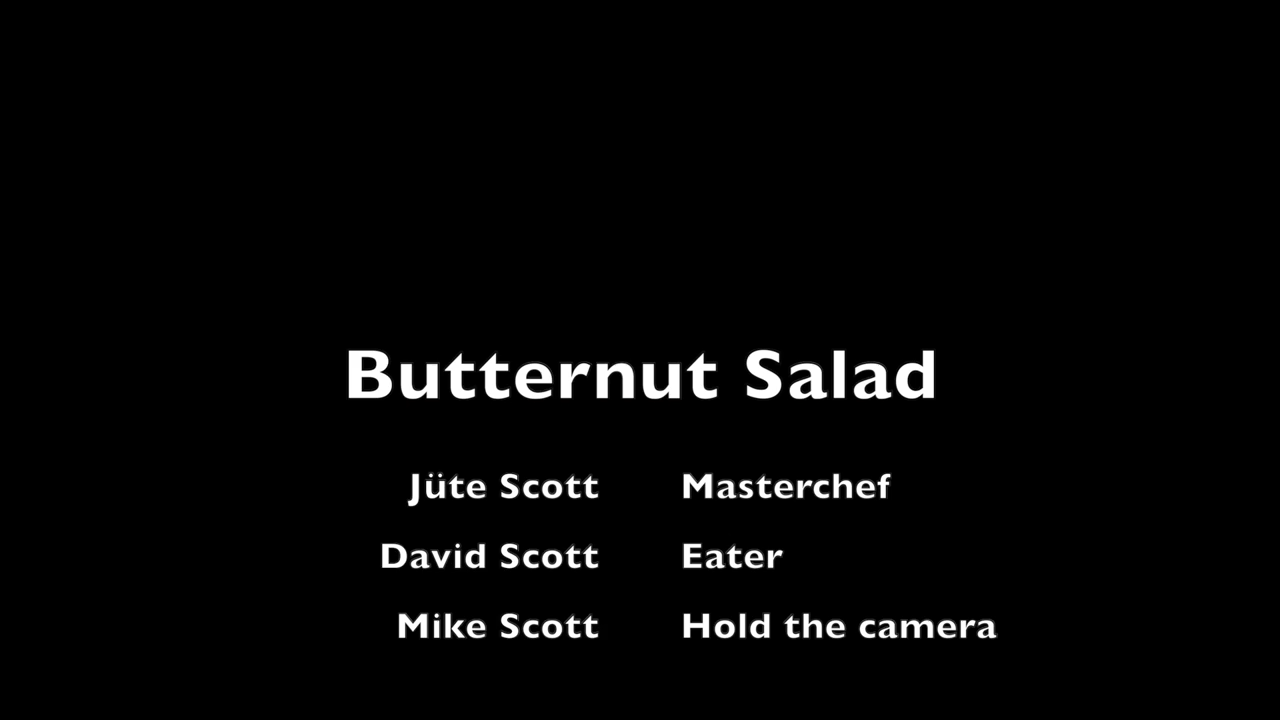 Butternut Salad
Jüte Scott Masterchef
David Scott Eater
Mike Scott Hold the camera